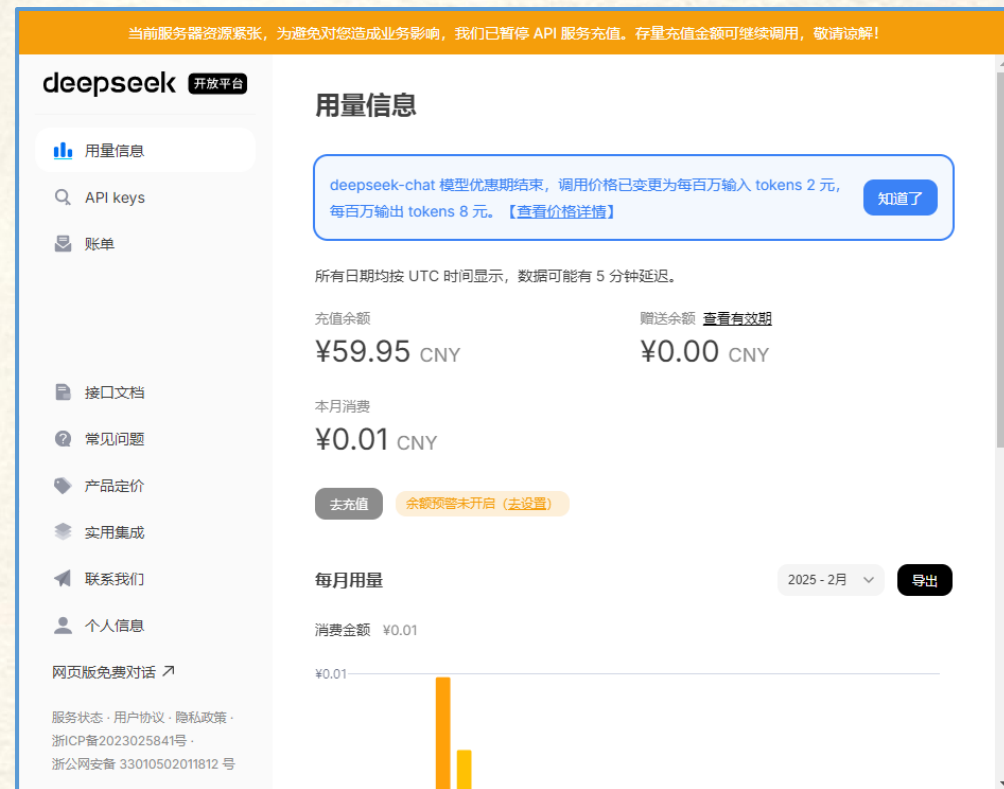 当前服务器资源紧张，为避免对您造成业务影响，我们已暂停 API 服务充值。存量充值金额可继续调用，敬请谅解！
deepseek 开放平台
用量信息
API keys
账单
接口文档
常见问题
产品定价
实用集成
联系我们
个人信息
网页版免费对话
服务状态 · 用户协议 · 隐私政策 ·
浙ICP备2023025841号 ·
浙公网安备 33010502011812 号
用量信息
deepseek-chat 模型优惠期结束，调用价格已变更为每百万输入 tokens 2 元，
每百万输出 tokens 8 元。【查看价格详情】
知道了
所有日期均按 UTC 时间显示，数据可能有 5 分钟延迟。
充值余额
¥59.95 CNY
赠送余额 查看有效期
¥0.00 CNY
本月消费
¥0.01 CNY
去充值
余额预警未开启（去设置）
每月用量
2025 - 2月
导出
消费金额 ¥0.01
¥0.01